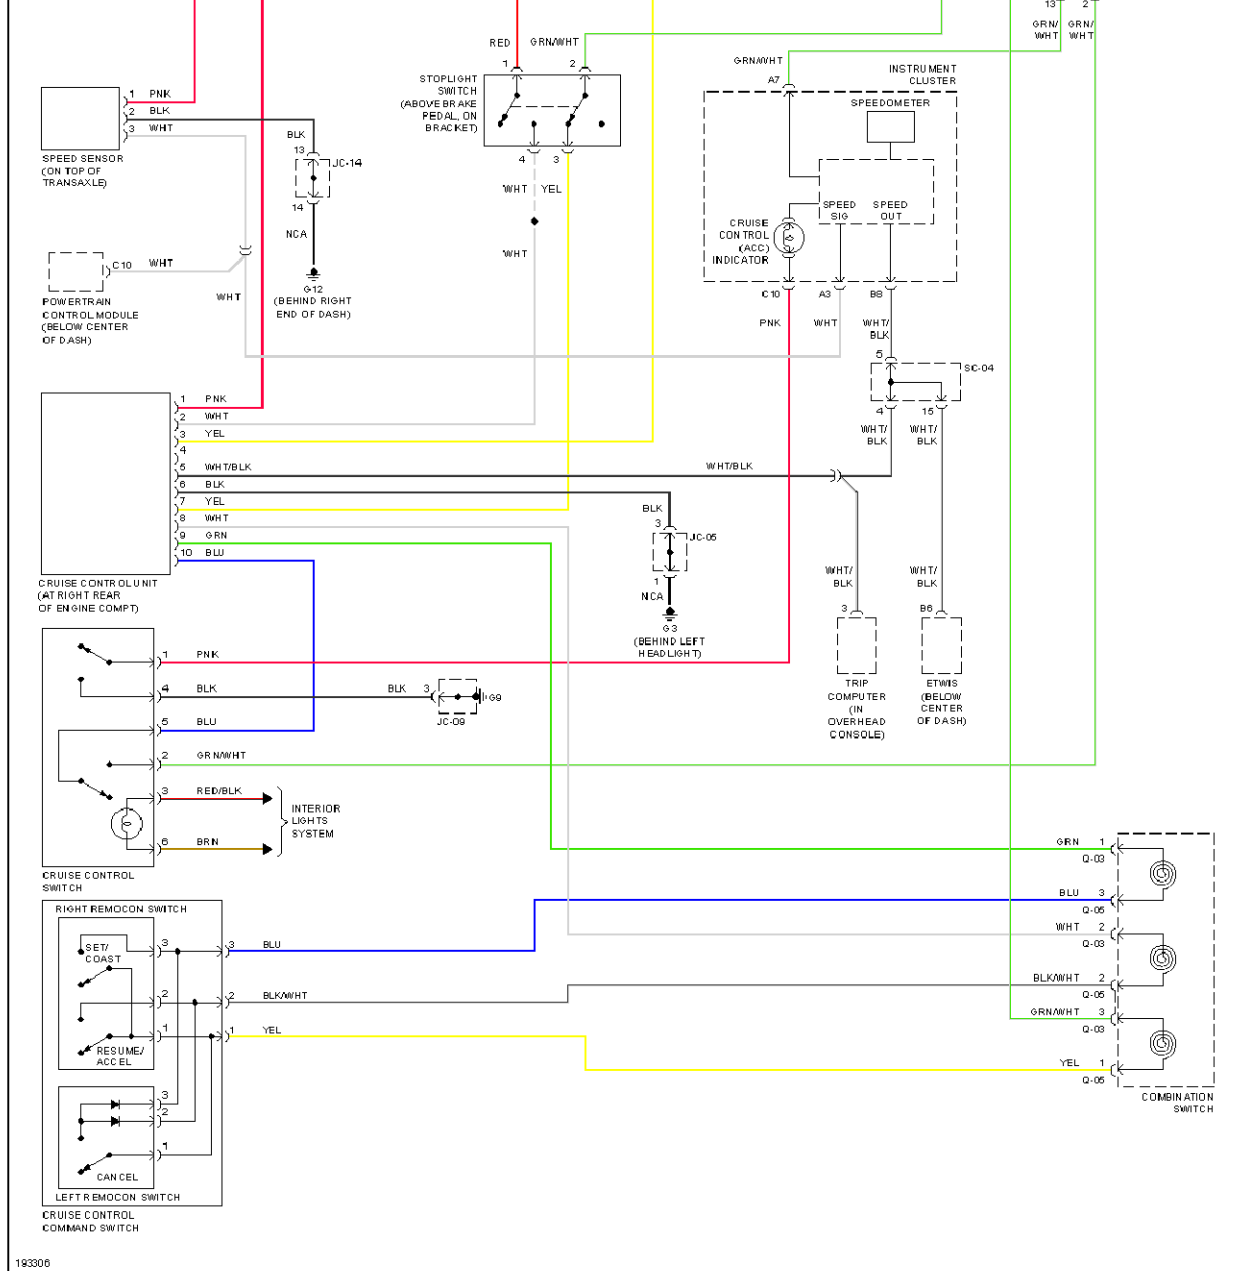 13
2
GRN/
WHT
GRN/
WHT
RED
GRN/WHT
1
2
STOPLIGHT
SWITCH
(ABOVE BRAKE
PEDAL, ON
BRACKET)
4
3
WHT
YEL
WHT
GRN/WHT
A7
INSTRUMENT
CLUSTER
SPEEDOMETER
SPEED
SIG
SPEED
OUT
CRUISE
CONTROL
(ACC)
INDICATOR
C10
A3
B8
PNK
WHT
WHT/
BLK
1 PNK
2 BLK
3 WHT
SPEED SENSOR
(ON TOP OF
TRANSAXLE)
BLK
13
JC-14
14
NCA
G12
(BEHIND RIGHT
END OF DASH)
C10 WHT
WHT
POWERTRAIN
CONTROL MODULE
(BELOW CENTER
OF DASH)
5
SC-04
4
15
WHT/
BLK
WHT/
BLK
1 PNK
2 WHT
3 YEL
4
5 WHT/BLK
WHT/BLK
6 BLK
7 YEL
8 WHT
9 GRN
10 BLU
CRUISE CONTROL UNIT
(AT RIGHT REAR
OF ENGINE COMPT)
BLK
3
JC-05
1
NCA
G3
(BEHIND LEFT
HEADLIGHT)
WHT/
BLK
WHT/
BLK
3
B6
TRIP
COMPUTER
(IN
OVERHEAD
CONSOLE)
ETWIS
(BELOW
CENTER
OF DASH)
1 PNK
4 BLK
BLK 3
G9
JC-09
5 BLU
2 GRN/WHT
3 RED/BLK
6 BRN
INTERIOR
LIGHTS
SYSTEM
CRUISE CONTROL
SWITCH
RIGHT REMOCON SWITCH
SET/
COAST
3
3 BLU
2
2 BLK/WHT
1
1 YEL
RESUME/
ACCEL
3
2
1
CANCEL
LEFT REMOCON SWITCH
CRUISE CONTROL
COMMAND SWITCH
GRN 1
Q-03
BLU 3
Q-05
WHT 2
Q-03
BLK/WHT 2
Q-05
GRN/WHT 3
Q-03
YEL 1
Q-05
COMBINATION
SWITCH
193306